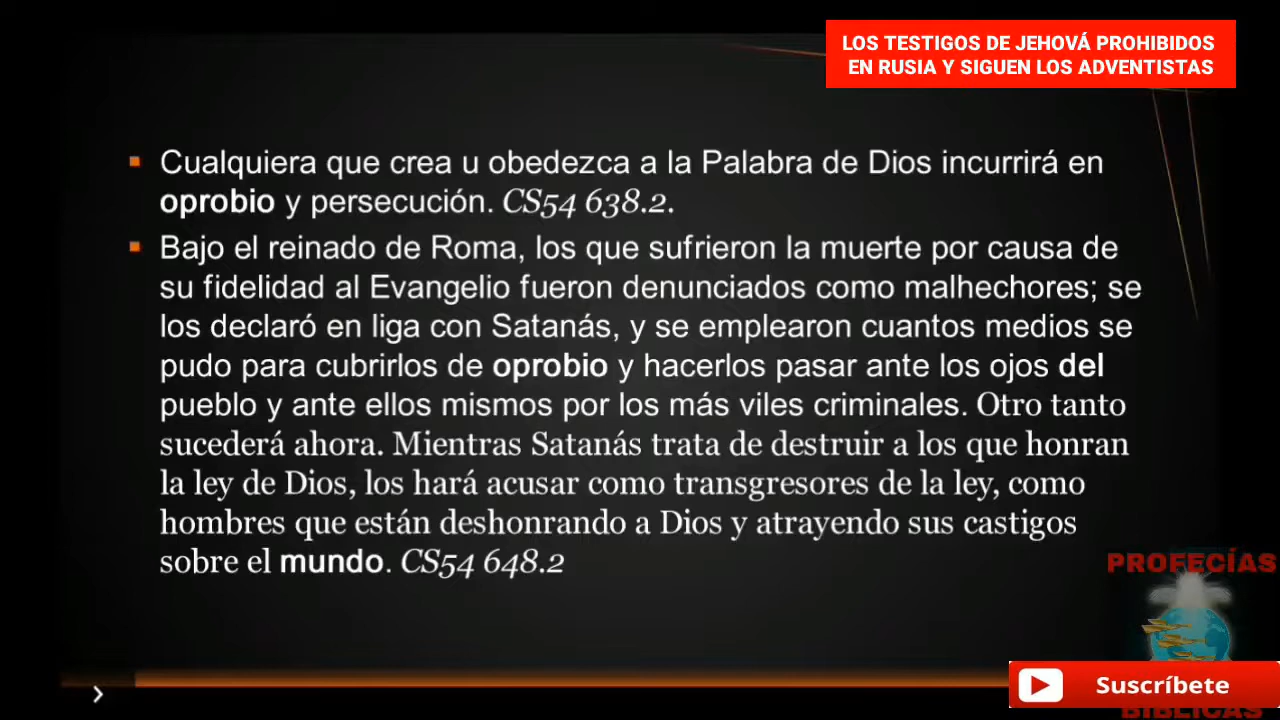 LOS TESTIGOS DE JEHOVÁ PROHIBIDOS
EN RUSIA Y SIGUEN LOS ADVENTISTAS
Cualquiera que crea u obedezca a la Palabra de Dios incurrirá en
oprobio y persecución. CS54 638.2.
Bajo el reinado de Roma, los que sufrieron la muerte por causa de
su fidelidad al Evangelio fueron denunciados como malhechores; se
los declaró en liga con Satanás, y se emplearon cuantos medios se
pudo para cubrirlos de oprobio y hacerlos pasar ante los ojos del
pueblo y ante ellos mismos por los más viles criminales. Otro tanto
sucederá ahora. Mientras Satanás trata de destruir a los que honran
la ley de Dios, los hará acusar como transgresores de la ley, como
hombres que están deshonrando a Dios y atrayendo sus castigos
sobre el mundo. CS54 648.2
PROFECÍAS
Suscríbete
BÍBLICAS